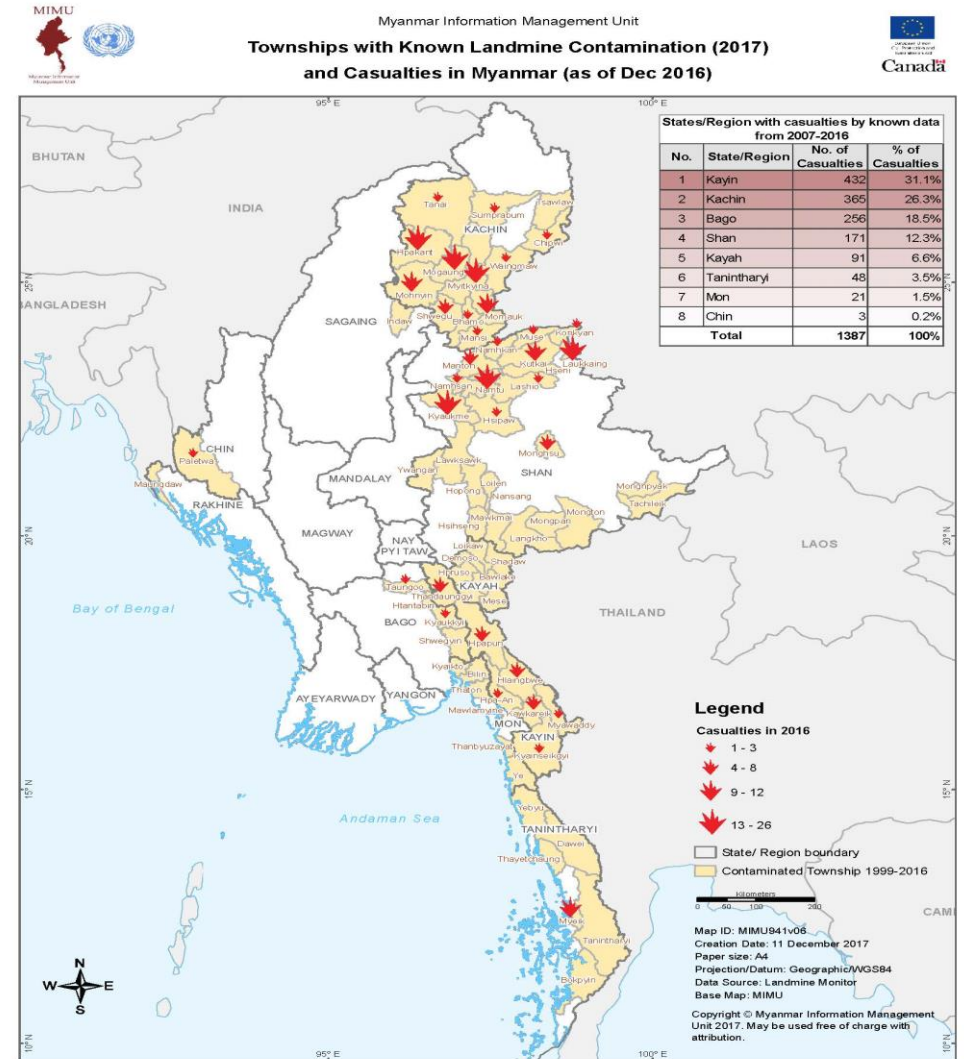 MIMU
Myanmar Information Management Unit
Myanmar Information Management Unit
Townships with Known Landmine Contamination (2017)
and Casualties in Myanmar (as of Dec 2016)
Canada
95° E
100° E
States/Region with casualties by known data
from 2007-2016
No. State/Region No. of Casualties % of Casualties
1 Kayin 432 31.1%
2 Kachin 365 26.3%
3 Bago 256 18.5%
4 Shan 171 12.3%
5 Kayah 91 6.6%
6 Tanintharyi 48 3.5%
7 Mon 21 1.5%
8 Chin 3 0.2%
Total 1387 100%
BHUTAN
INDIA
Tanai
Sumprabum
Tsawlaw
KACHIN
Chipwi
Hpakant
Waingmaw
Mogaung
Myitkyina
25° N
25° N
Mohnyin
ANGLADESH
SAGAING
Shwegu
Momauk
Bhamo
Indaw
Mansi
Muse
Konkyan
Namhkan
Laukkaing
Manton
Kutkai
Hseni
Namhsan
Namtu
Lashio
Kyaukme
Hsipaw
CHIN
Paletwa
Monghsu
Lawksawk
SHAN
Ywangan
MANDALAY
Loilen
Maungdaw
Hopong
Nansang
Monghpyak
RAKHINE
Tachileik
Mongton
Mawkmai
Mongpan
MAGWAY
Hsihseng
Langkho
20° N
20° N
NAY
PYI TAW
Loikaw
LAOS
Demoso
Shadaw
Hpruso
Bawlake
Taungoo
KAYAH
Thandaunggyi
Mese
Htantabin
Bay of Bengal
THAILAND
BAGO
Kyaukkyi
Shwegyin
Hpapun
Kyaikto
Bilin
Hlaingbwe
AYEYARWADY
YANGON
Thaton
Hpa-An
Mawlamyine
Kawkareik
Myawaddy
MON
KAYIN
Thanbyuzayat
Kyainseikgyi
Ye
15° N
15° N
Yebyu
Andaman Sea
TANINTHARYI
Dawei
Thayetchaung
Myeik
CAM
Tanintharyi
Bokpyin
N
W E
S
Legend
Casualties in 2016
1 - 3
4 - 8
9 - 12
13 - 26
State/ Region boundary
Contaminated Township 1999-2016
Kilometers
0 50 100 200
Map ID: MIMU941v06
Creation Date: 11 December 2017
Paper size: A4
Projection/Datum: Geographic/WGS84
Data Source: Landmine Monitor
Base Map: MIMU
Copyright © Myanmar Information Management
Unit 2017. May be used free of charge with
attribution.
10° N
10° N
95° E
100° E